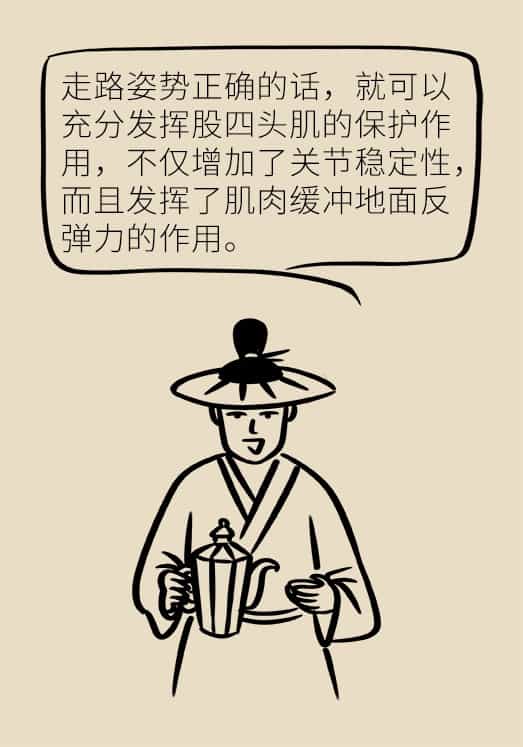 走路姿势正确的话，就可以
充分发挥股四头肌的保护作
用，不仅增加了关节稳定性，
而且发挥了肌肉缓冲地面反
弹力的作用。